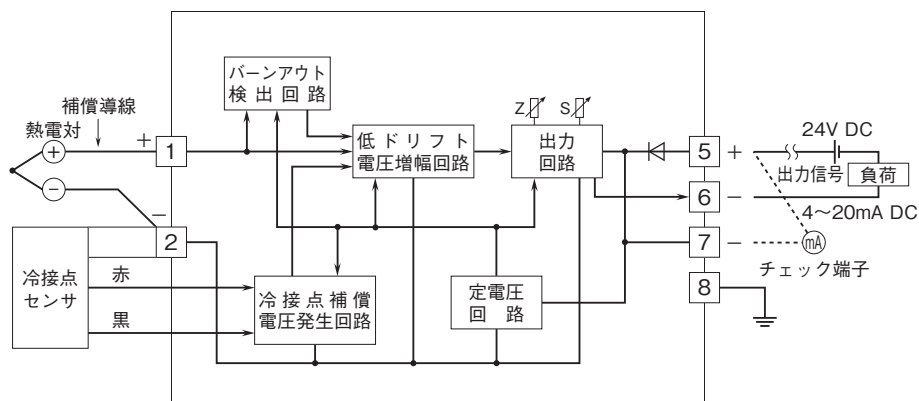 バーンアウト
検出回路
補償導線
熱電対
+
+
−
−
1
2
低ドリフト
電圧増幅回路
Z
S
出力
回路
5
+
24V DC
出力信号
負荷
6
−
4~20mA DC
7
−
mA
チェック端子
8
冷接点
センサ
赤
黒
冷接点補償
電圧発生回路
定電圧
回路